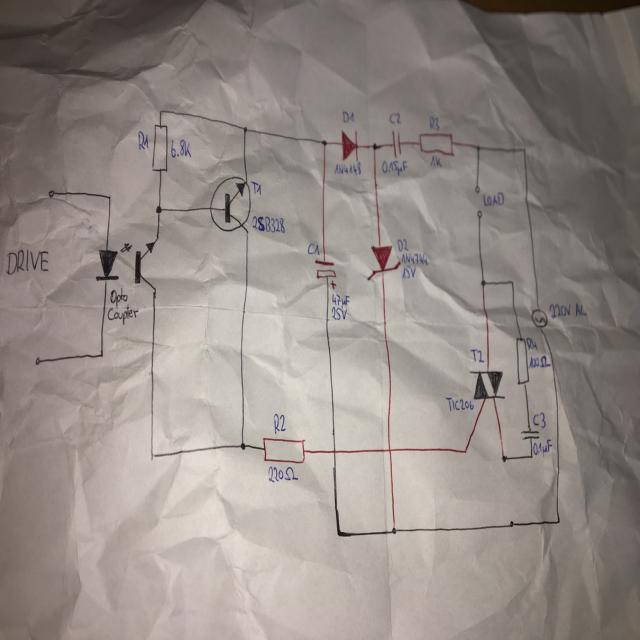 D1
C2
R3
R1
6.8K
1N4148
0.15µF
1K
T1
2SB328
LOAD
DRIVE
Opto
Coupler
C1
D2
1N4744
15V
47µF
25V
220V AC
R4
100Ω
T2
TIC206
C3
0.1µF
R2
220Ω